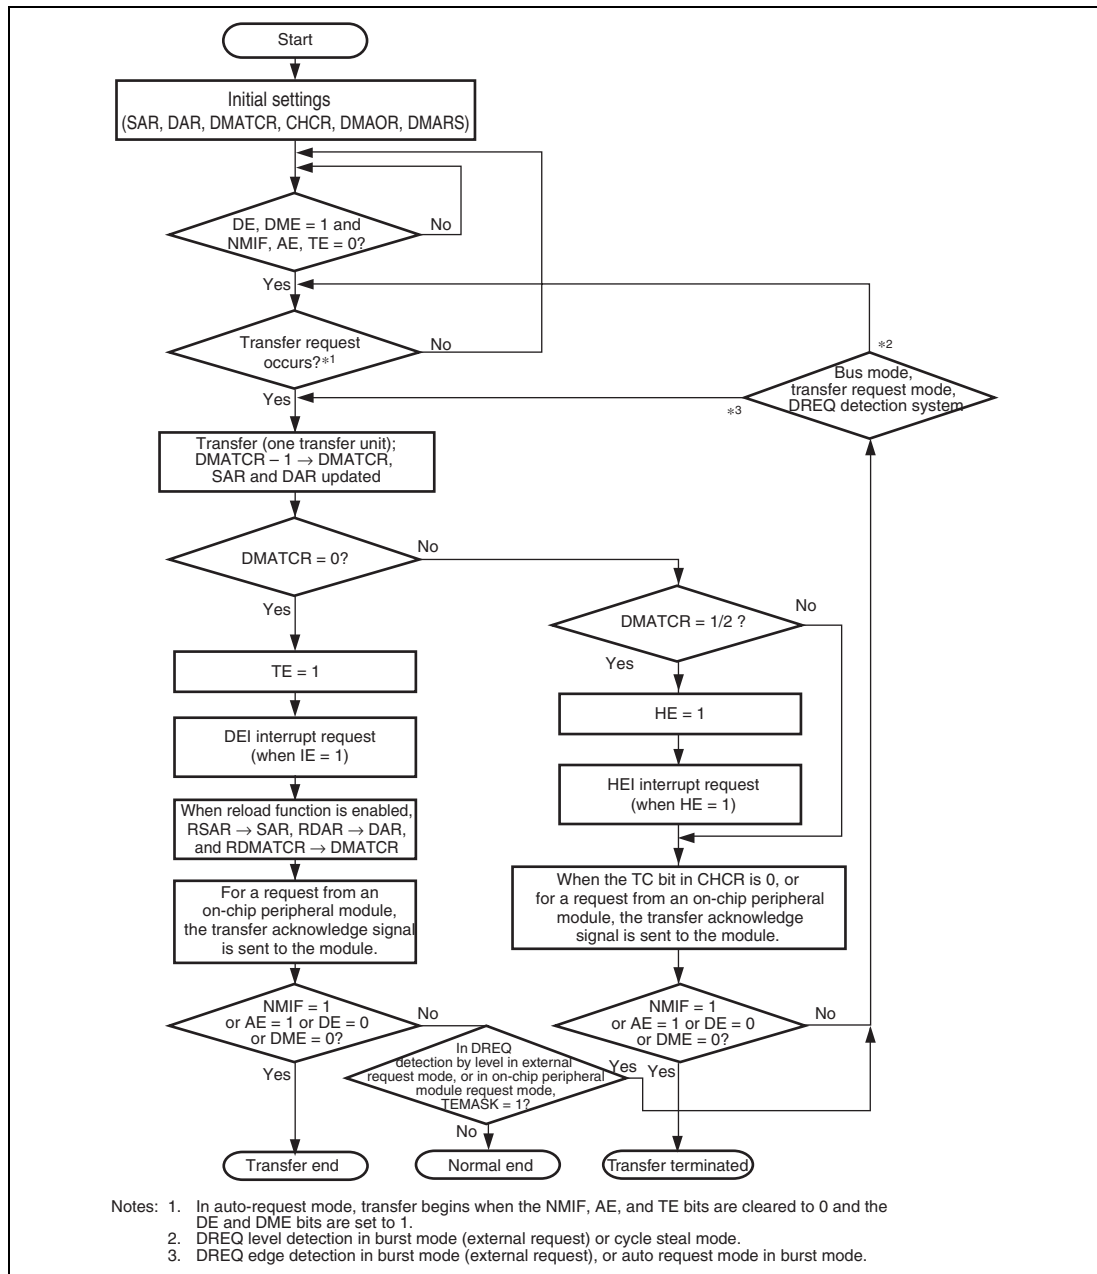 Start
Initial settings
(SAR, DAR, DMATCR, CHCR, DMAOR, DMARS)
DE, DME = 1 and
NMIF, AE, TE = 0?
No
Yes
Transfer request
occurs?*1
No
Yes
*2
Bus mode,
transfer request mode,
DREQ detection system
*3
Transfer (one transfer unit);
DMATCR – 1 → DMATCR,
SAR and DAR updated
DMATCR = 0?
No
Yes
DMATCR = 1/2 ?
No
Yes
TE = 1
HE = 1
DEI interrupt request
(when IE = 1)
HEI interrupt request
(when HE = 1)
When reload function is enabled,
RSAR → SAR, RDAR → DAR,
and RDMATCR → DMATCR
When the TC bit in CHCR is 0, or
for a request from an on-chip peripheral
module, the transfer acknowledge
signal is sent to the module.
For a request from an
on-chip peripheral module,
the transfer acknowledge signal
is sent to the module.
NMIF = 1
or AE = 1 or DE = 0
or DME = 0?
No
Yes
NMIF = 1
or AE = 1 or DE = 0
or DME = 0?
No
Yes
In DREQ
detection by level in external
request mode, or in on-chip peripheral
module request mode,
TEMASK = 1?
Yes
No
Transfer end
Normal end
Transfer terminated
Notes: 1. In auto-request mode, transfer begins when the NMIF, AE, and TE bits are cleared to 0 and the
DE and DME bits are set to 1.
2. DREQ level detection in burst mode (external request) or cycle steal mode.
3. DREQ edge detection in burst mode (external request), or auto request mode in burst mode.